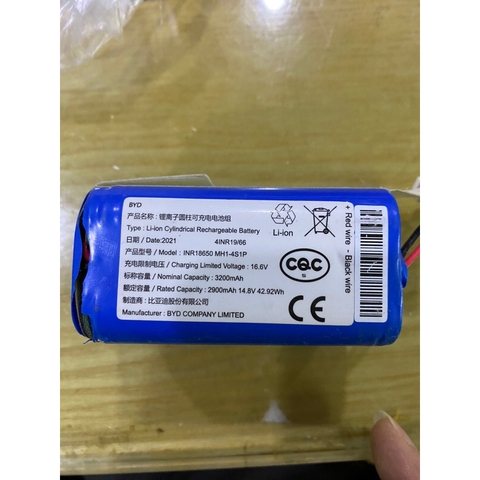 BYD
产品名称：锂离子圆柱可充电电池组
Type : Li-ion Cylindrical Rechargeable Battery
日期 / Date:2021 4INR19/66
产品型号 / Model : INR18650 MH1-4S1P
充电限制电压 / Charging Limited Voltage : 16.6V
标称容量 / Nominal Capacity : 3200mAh
额定容量 / Rated Capacity : 2900mAh 14.8V 42.92Wh
制造商：比亚迪股份有限公司
Manufacturer : BYD COMPANY LIMITED
Li-ion
CQC
S
CE
+ Red wire - Black wire